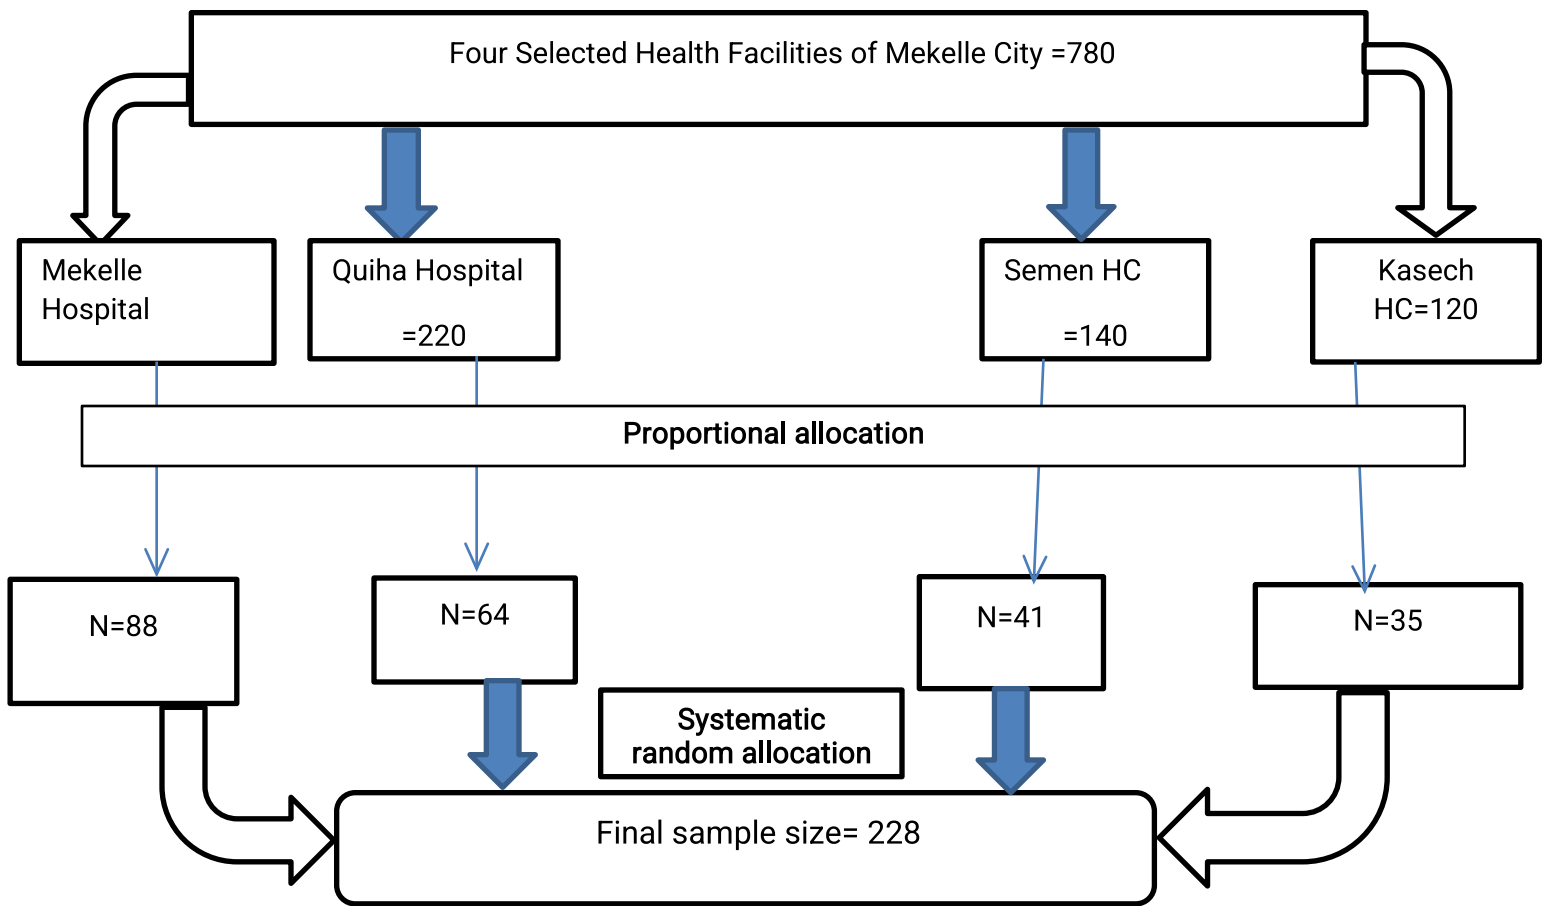 Four Selected Health Facilities of Mekelle City =780
Mekelle
Hospital
Quiha Hospital
=220
Semen HC
=140
Kasech
HC=120
Proportional allocation
N=88
N=64
N=41
N=35
Systematic
random allocation
Final sample size= 228